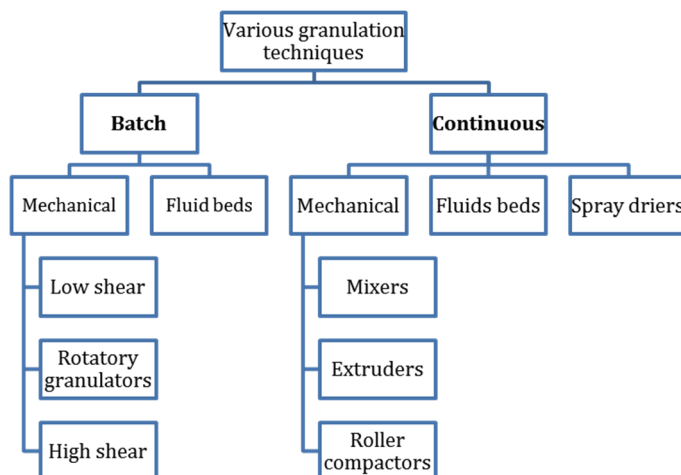 Various granulation
techniques
Batch
Continuous
Mechanical
Fluid beds
Mechanical
Fluids beds
Spray driers
Low shear
Rotatory
granulators
High shear
Mixers
Extruders
Roller
compactors